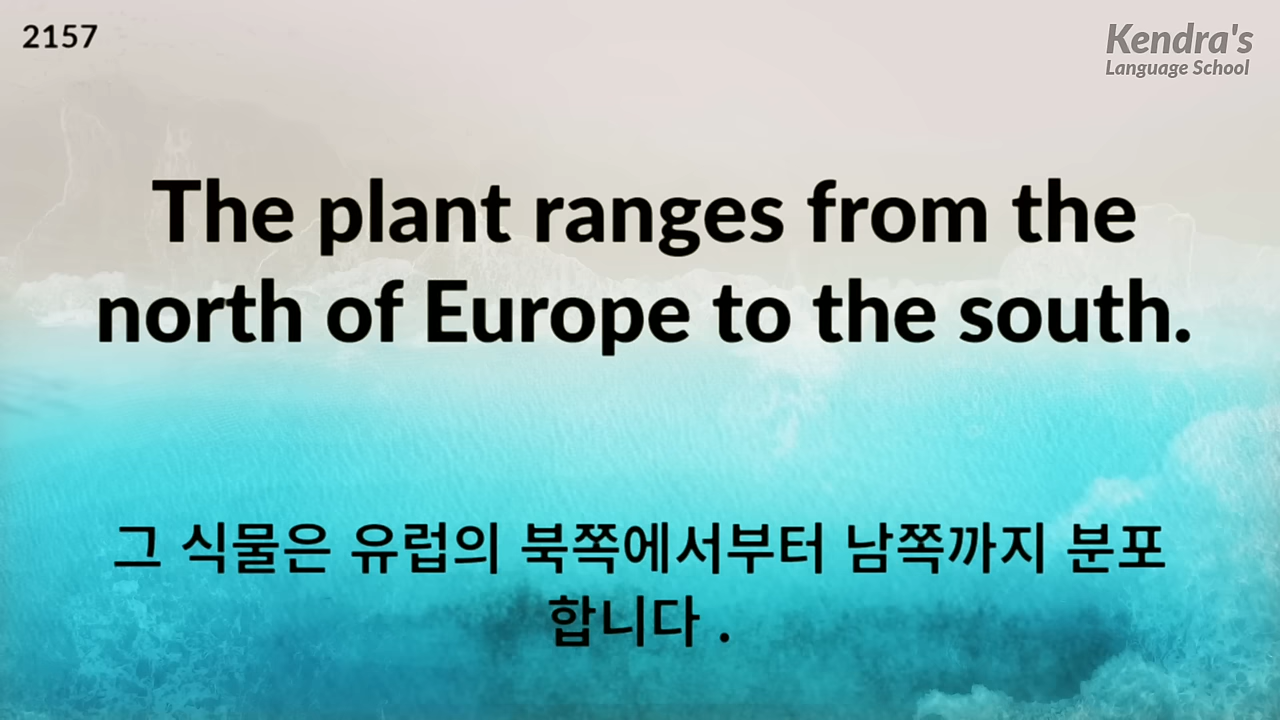 2157
Kendra's
Language School
The plant ranges from the
north of Europe to the south.
그 식물은 유럽의 북쪽에서부터 남쪽까지 분포
합니다 .